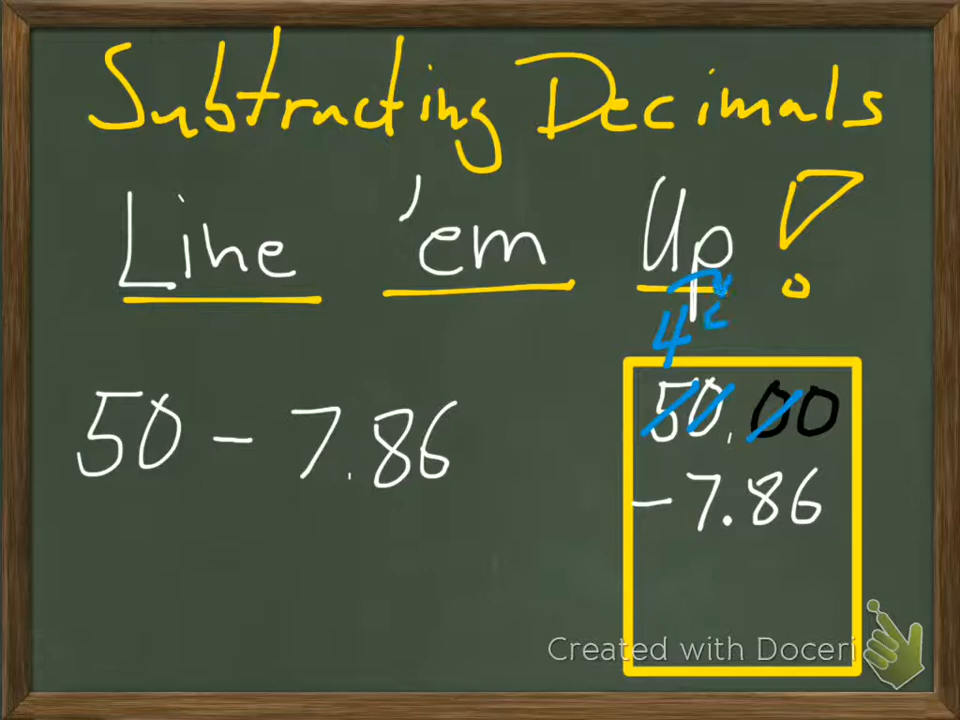 Subtracting Decimals
Line 'em Up!
4
50 - 7.86
50.00
- 7.86
Created with Doceri